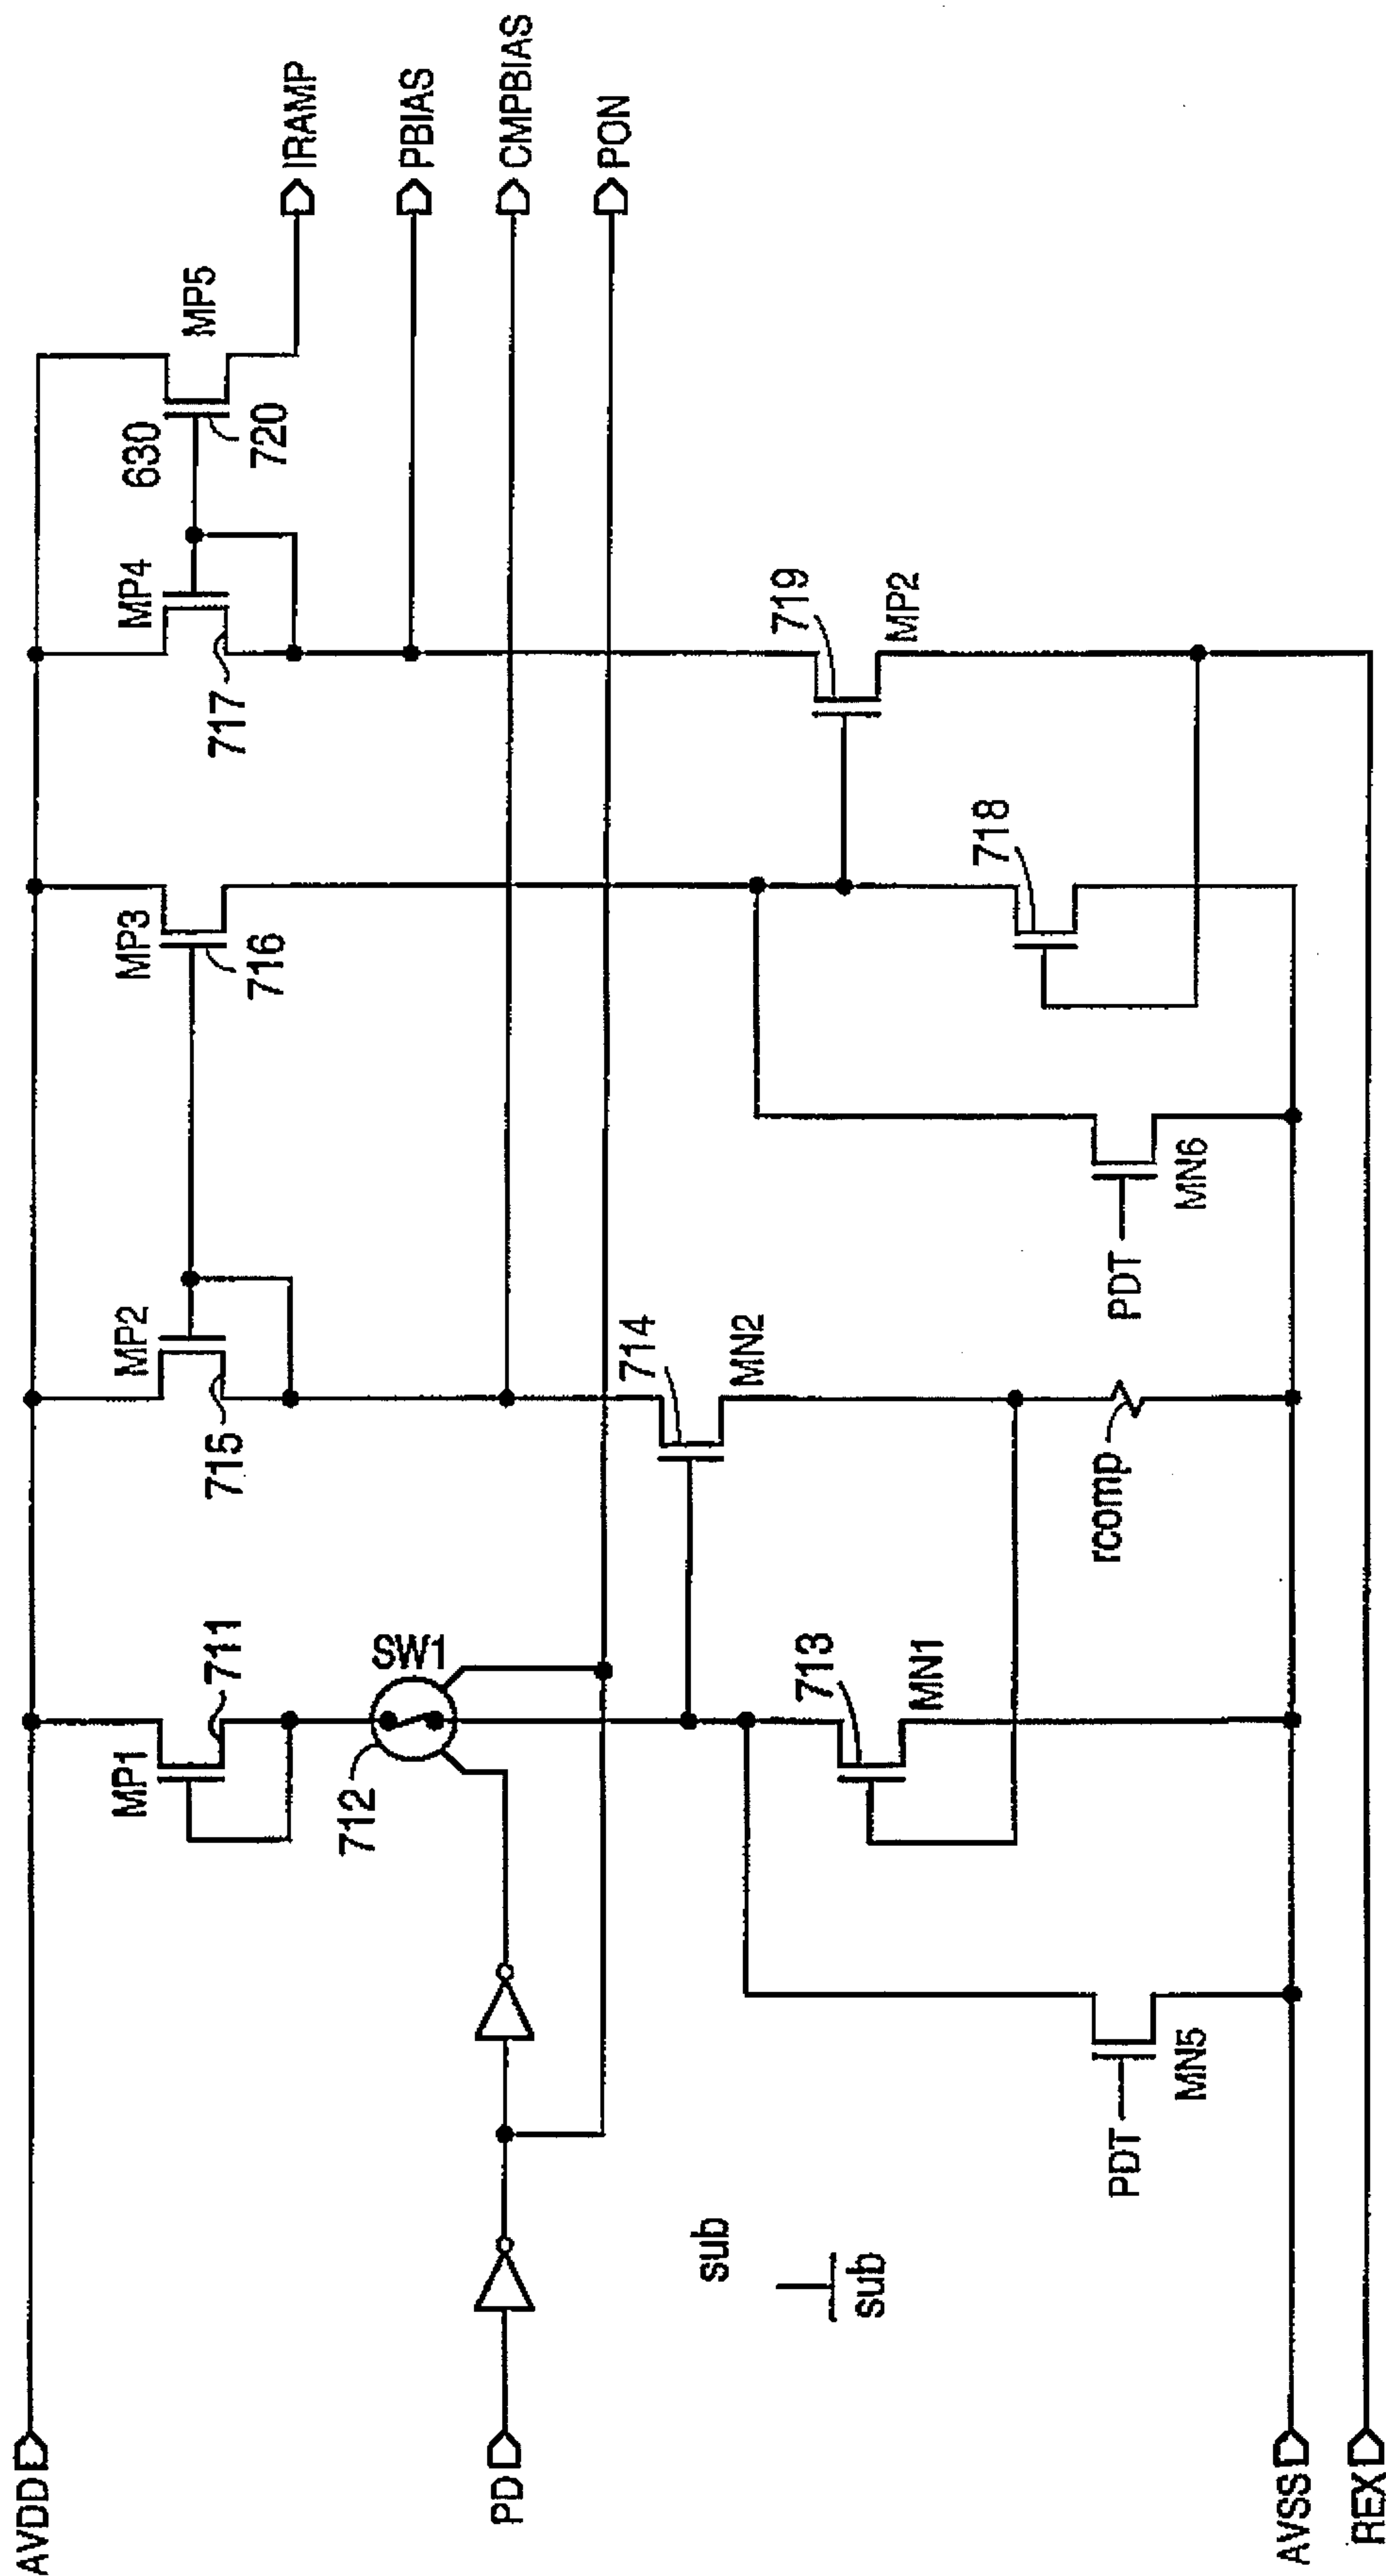 AVDD
PD
AVSS
REX
sub
sub
PDT
MN5
MP1
711
712
SW1
713
MN1
MP2
715
714
MN2
rcomp
PDT
MN6
MP3
716
718
MP4
717
719
MP2
630
720
MP5
IRAMP
PBIAS
CMPBIAS
PON